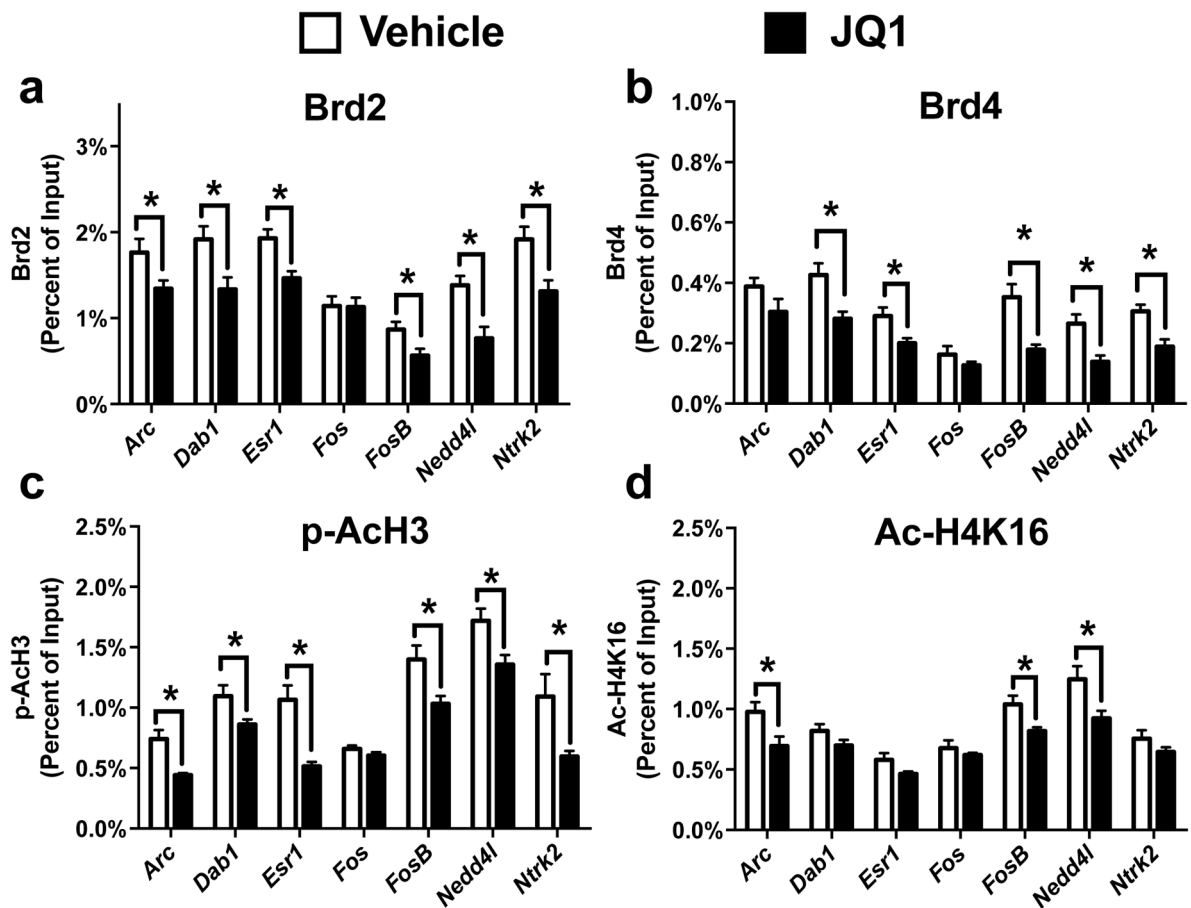 Vehicle JQ1
a Brd2
Brd2
(Percent of Input)
3%
2%
1%
0%
* * * * * *
Arc Dab1 Esr1 Fos FosB Nedd4l Ntrk2
b Brd4
Brd4
(Percent of Input)
1.0%
0.8%
0.6%
0.4%
0.2%
0.0%
* * * * *
Arc Dab1 Esr1 Fos FosB Nedd4l Ntrk2
c p-AcH3
p-AcH3
(Percent of Input)
2.5%
2.0%
1.5%
1.0%
0.5%
0.0%
* * * * * *
Arc Dab1 Esr1 Fos FosB Nedd4l Ntrk2
d Ac-H4K16
Ac-H4K16
(Percent of Input)
2.5%
2.0%
1.5%
1.0%
0.5%
0.0%
* * *
Arc Dab1 Esr1 Fos FosB Nedd4l Ntrk2